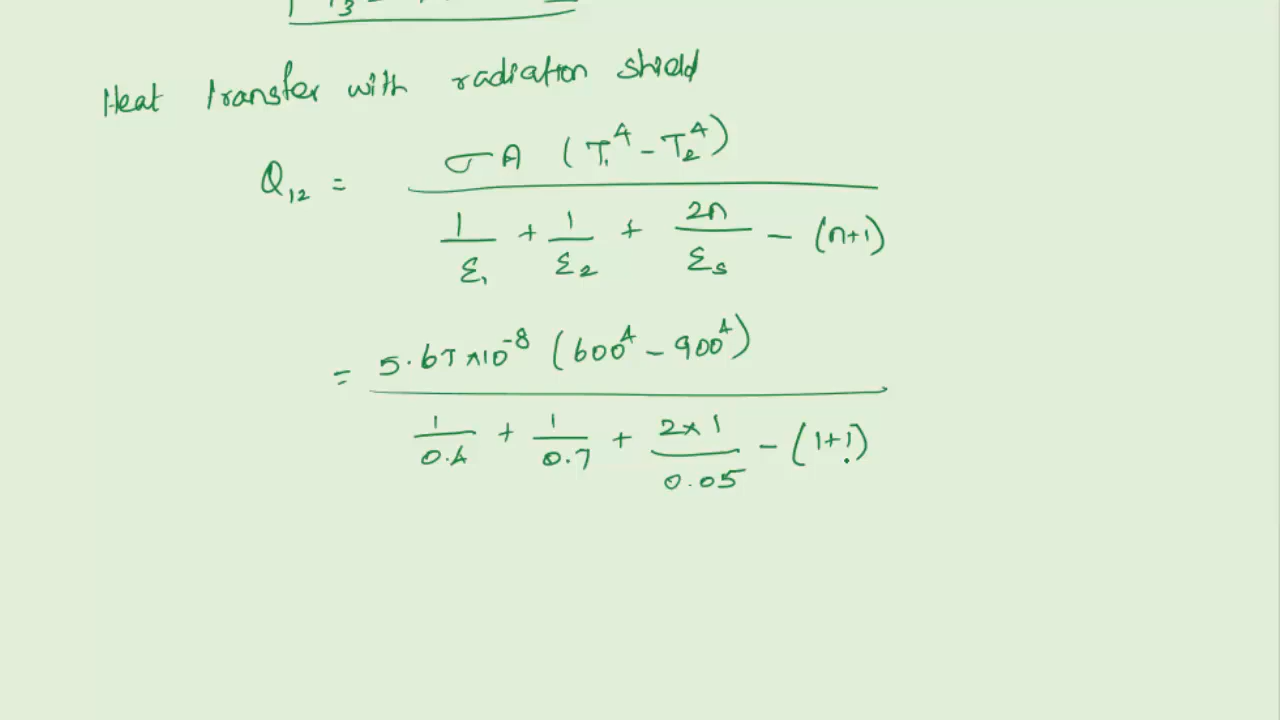 Heat transfer with radiation shield
Q₁₂ = σA (T₁⁴ - T₂⁴)
1/ε₁ + 1/ε₂ + 2n/εs - (n+1)
= 5.67×10⁻⁸ (600⁴ - 900⁴)
1/0.4 + 1/0.7 + 2×1/0.05 - (1+1)